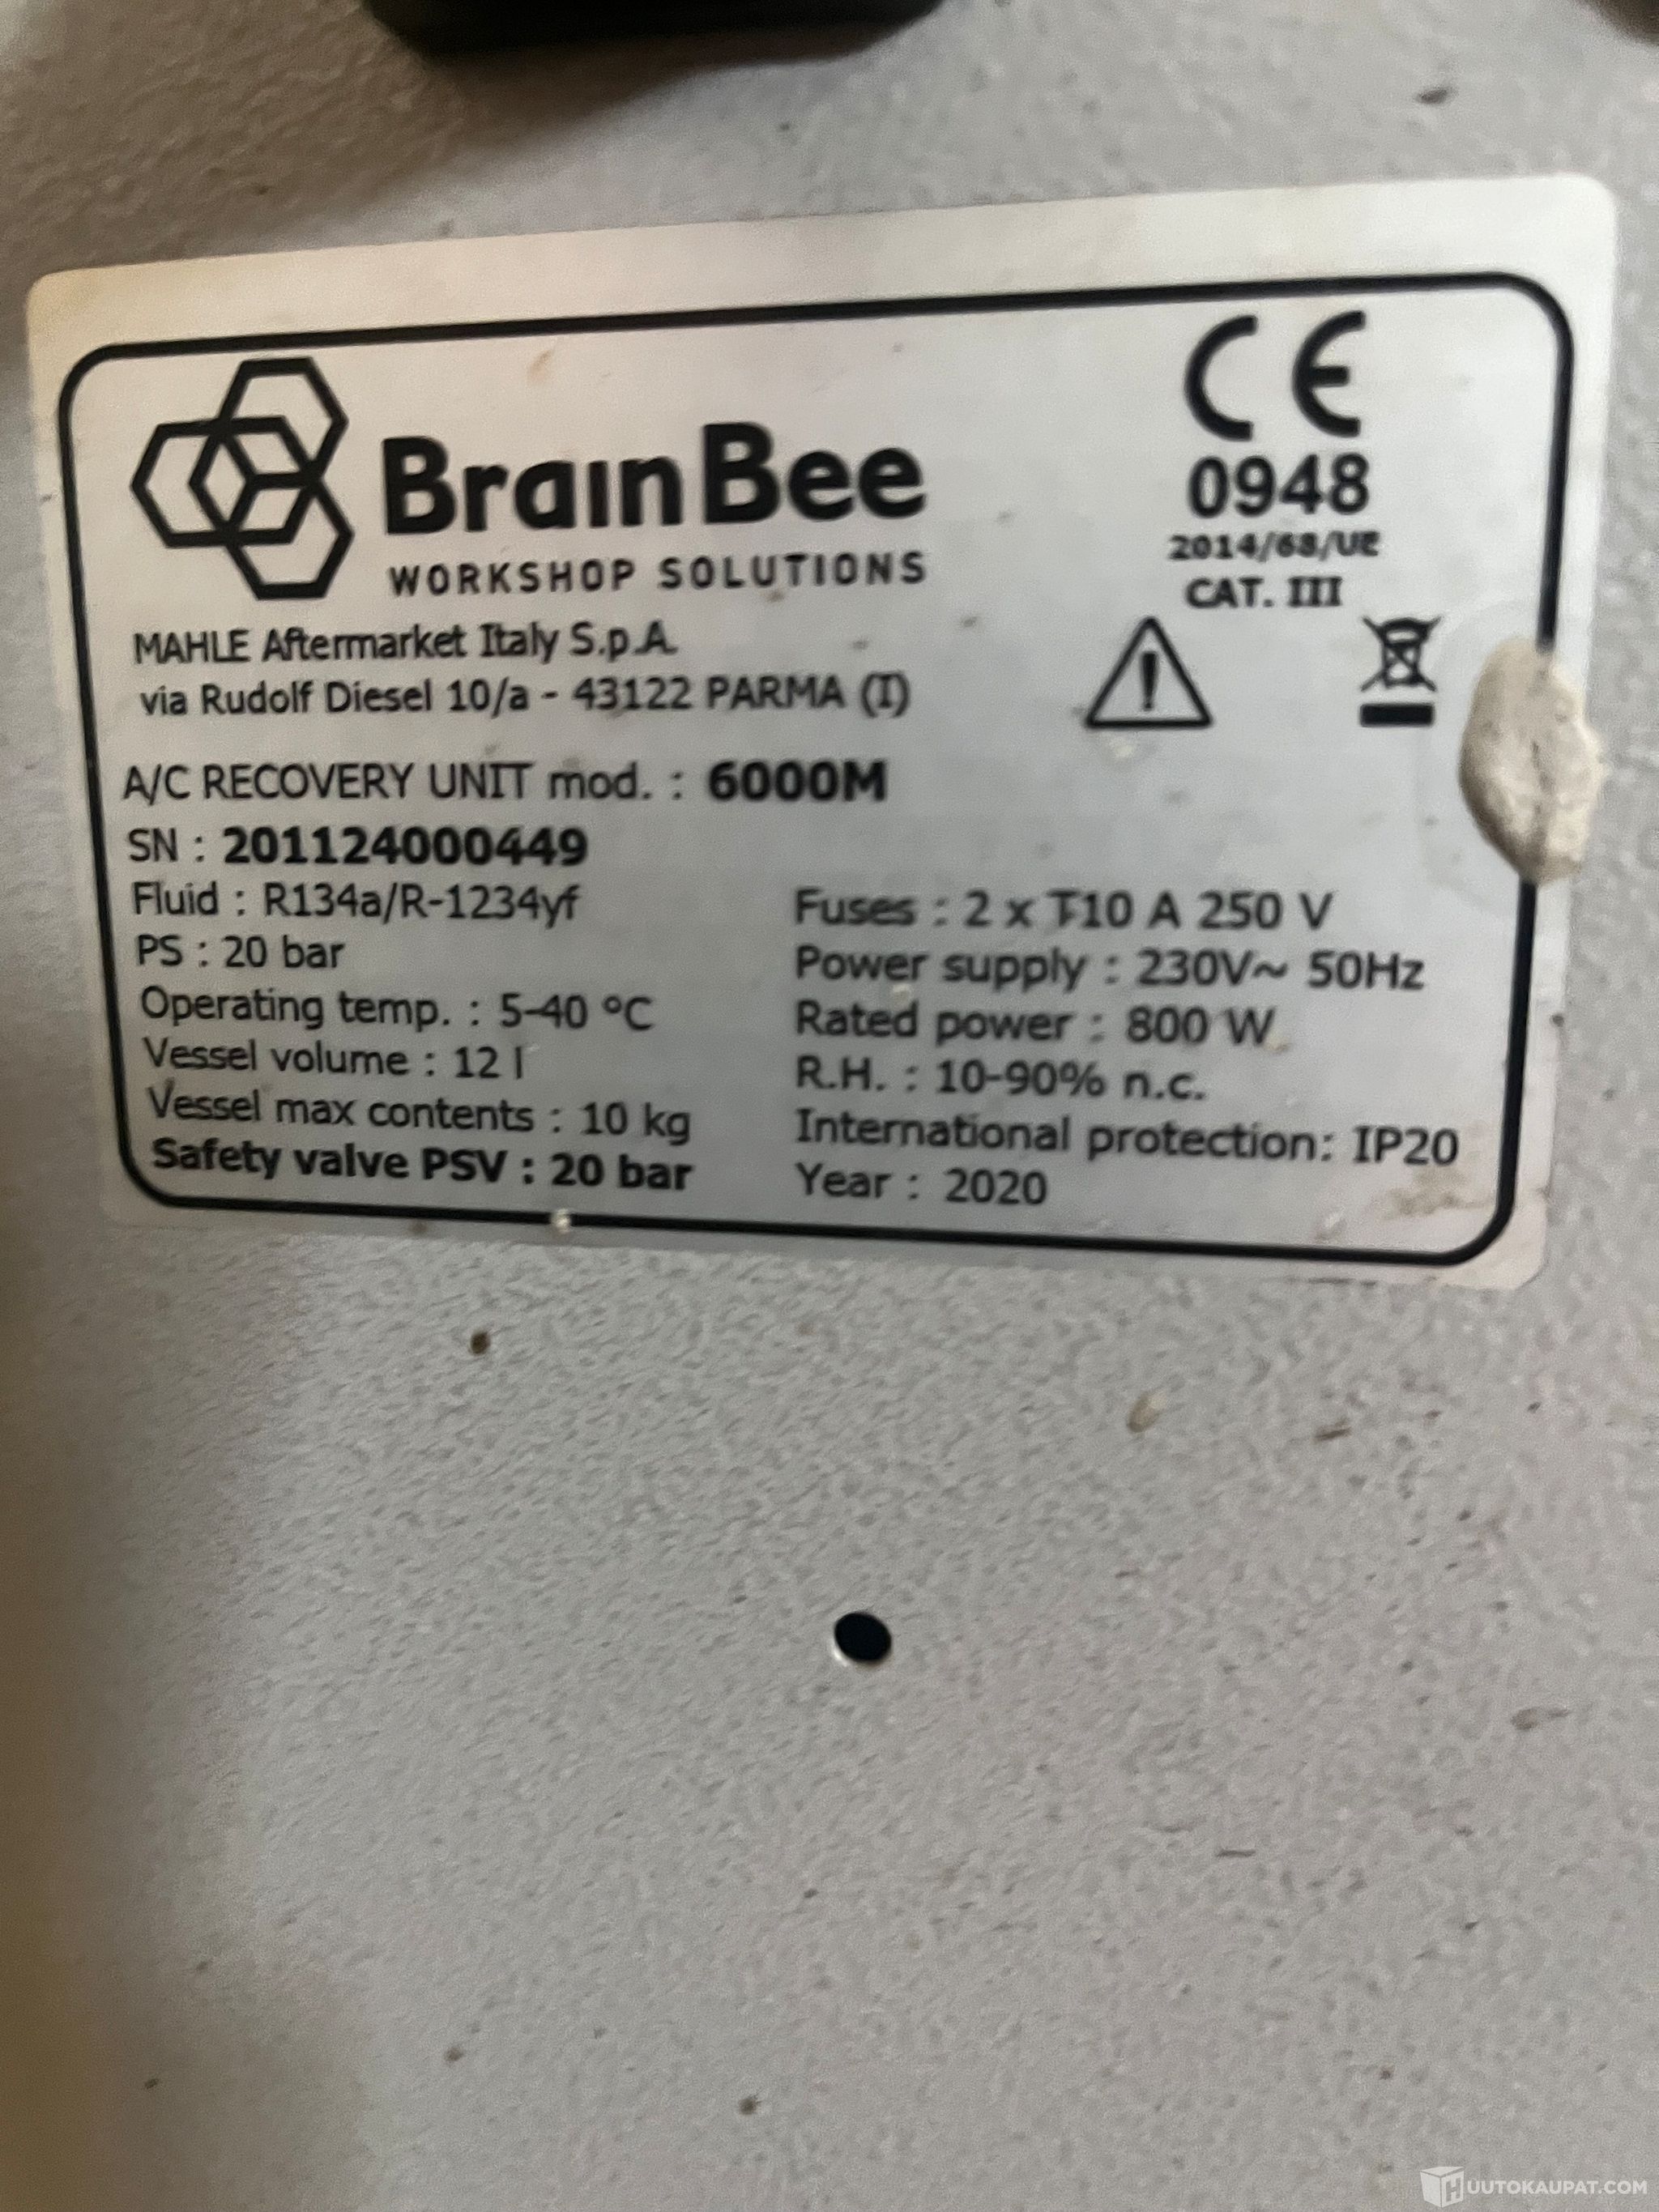 BrainBee
WORKSHOP SOLUTIONS
CE
0948
2014/68/UE
CAT. III
MAHLE Aftermarket Italy S.p.A.
via Rudolf Diesel 10/a - 43122 PARMA (I)
A/C RECOVERY UNIT mod. : 6000M
SN : 201124000449
Fluid : R134a/R-1234yf
PS : 20 bar
Operating temp. : 5-40 °C
Vessel volume : 12 l
Vessel max contents : 10 kg
Safety valve PSV : 20 bar
Fuses : 2 x T10 A 250 V
Power supply : 230V~ 50Hz
Rated power : 800 W
R.H. : 10-90% n.c.
International protection: IP20
Year : 2020
HUUTOKAUPAT.COM